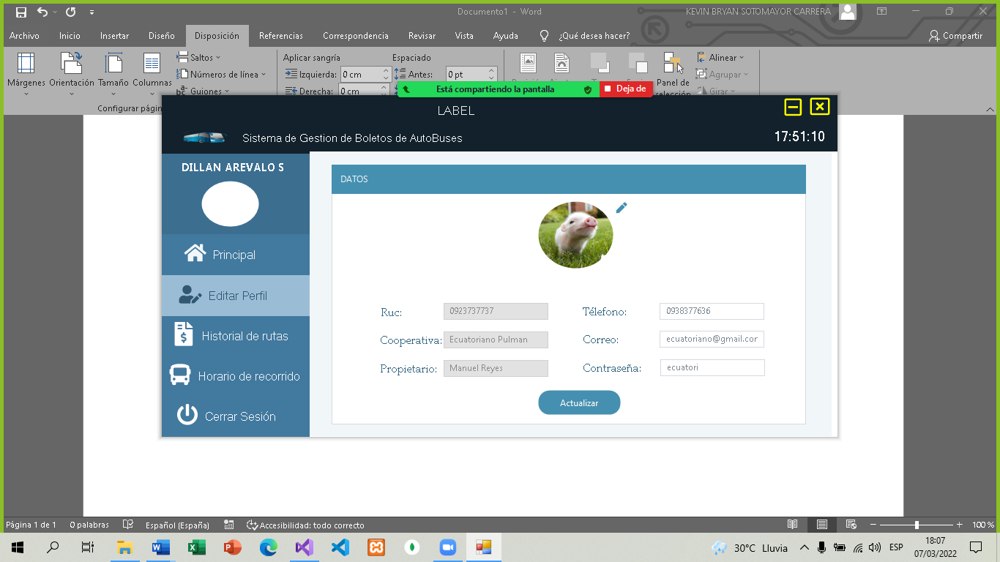 Documento1 - Word
KEVIN BRYAN SOTOMAYOR CARRERA
Archivo Inicio Insertar Diseño Disposición Referencias Correspondencia Revisar Vista Ayuda ¿Qué desea hacer? Compartir
Márgenes
Orientación
Tamaño
Columnas
Saltos
Números de línea
Guiones
Configurar págin
Aplicar sangría
Izquierda: 0 cm
Derecha: 0 cm
Espaciado
Antes: 0 pt
Panel de
selección
Alinear
Agrupar
Girar
Está compartiendo la pantalla
Deja de
LABEL
Sistema de Gestion de Boletos de AutoBuses
17:51:10
DILLAN AREVALO S
Principal
Editar Perfil
Historial de rutas
Horario de recorrido
Cerrar Sesión
DATOS
Ruc: 0923737737
Télefono: 0938377636
Cooperativa: Ecuatoriano Pulman
Correo: ecuatoriano@gmail.cor
Propietario: Manuel Reyes
Contraseña: ecuatori
Actualizar
Página 1 de 1 0 palabras Español (España) Accesibilidad: todo correcto 100 %
30°C Lluvia ESP 18:07
07/03/2022